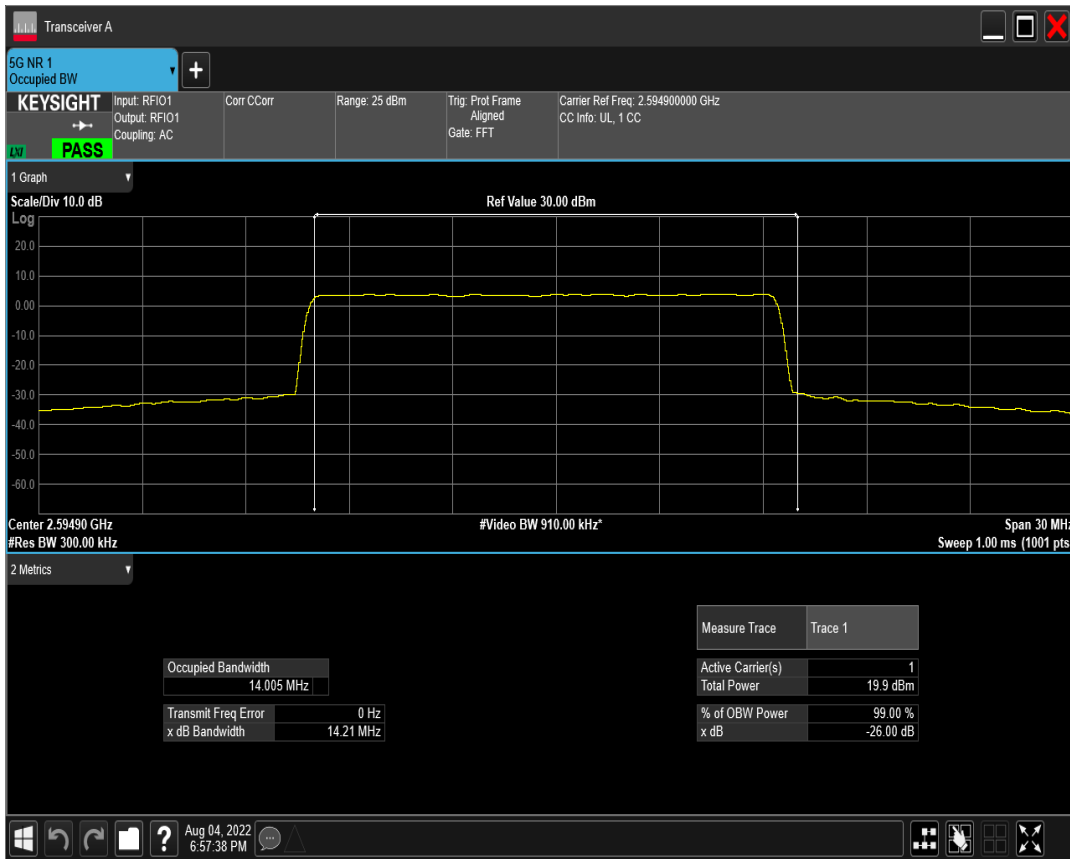 Transceiver A
5G NR 1
Occupied BW
KEYSIGHT
LXI
PASS
Input: RFIO1
Output: RFIO1
Coupling: AC
Corr CCorr
Range: 25 dBm
Trig: Prot Frame
Aligned
Gate: FFT
Carrier Ref Freq: 2.594900000 GHz
CC Info: UL, 1 CC
1 Graph
Scale/Div 10.0 dB
Ref Value 30.00 dBm
Log
20.0
10.0
0.00
-10.0
-20.0
-30.0
-40.0
-50.0
-60.0
Center 2.59490 GHz
#Video BW 910.00 kHz*
Span 30 MHz
#Res BW 300.00 kHz
Sweep 1.00 ms (1001 pts
2 Metrics
Measure Trace Trace 1
Occupied Bandwidth
14.005 MHz
Active Carrier(s) 1
Total Power 19.9 dBm
Transmit Freq Error 0 Hz
x dB Bandwidth 14.21 MHz
% of OBW Power 99.00 %
x dB -26.00 dB
?
Aug 04, 2022
6:57:38 PM